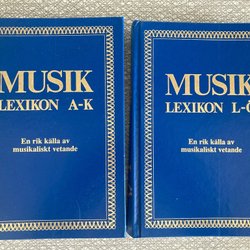 MUSIK
LEXIKON A-K
En rik källa av
musikaliskt vetande
MUSIK
LEXIKON L-Ö
En rik källa av
musikaliskt vetande